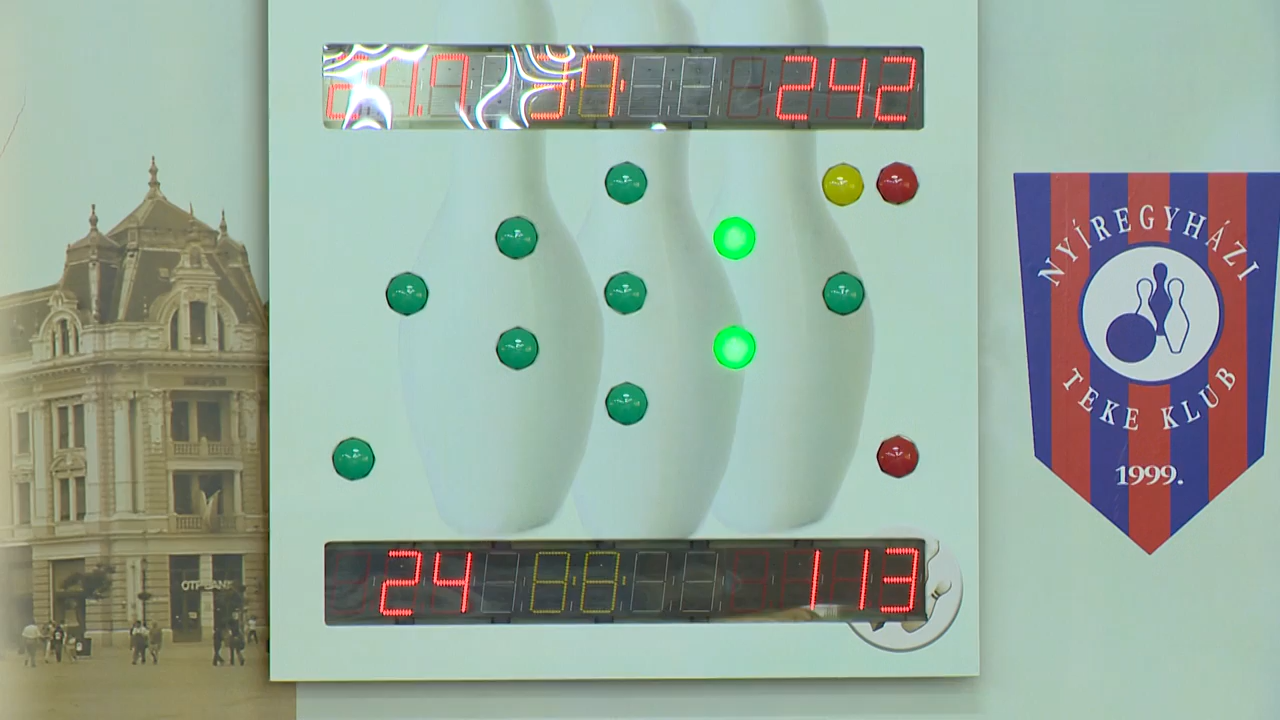 242
NYÍREGYHÁZI
TEKE KLUB
1999.
24 113
OTP BANK